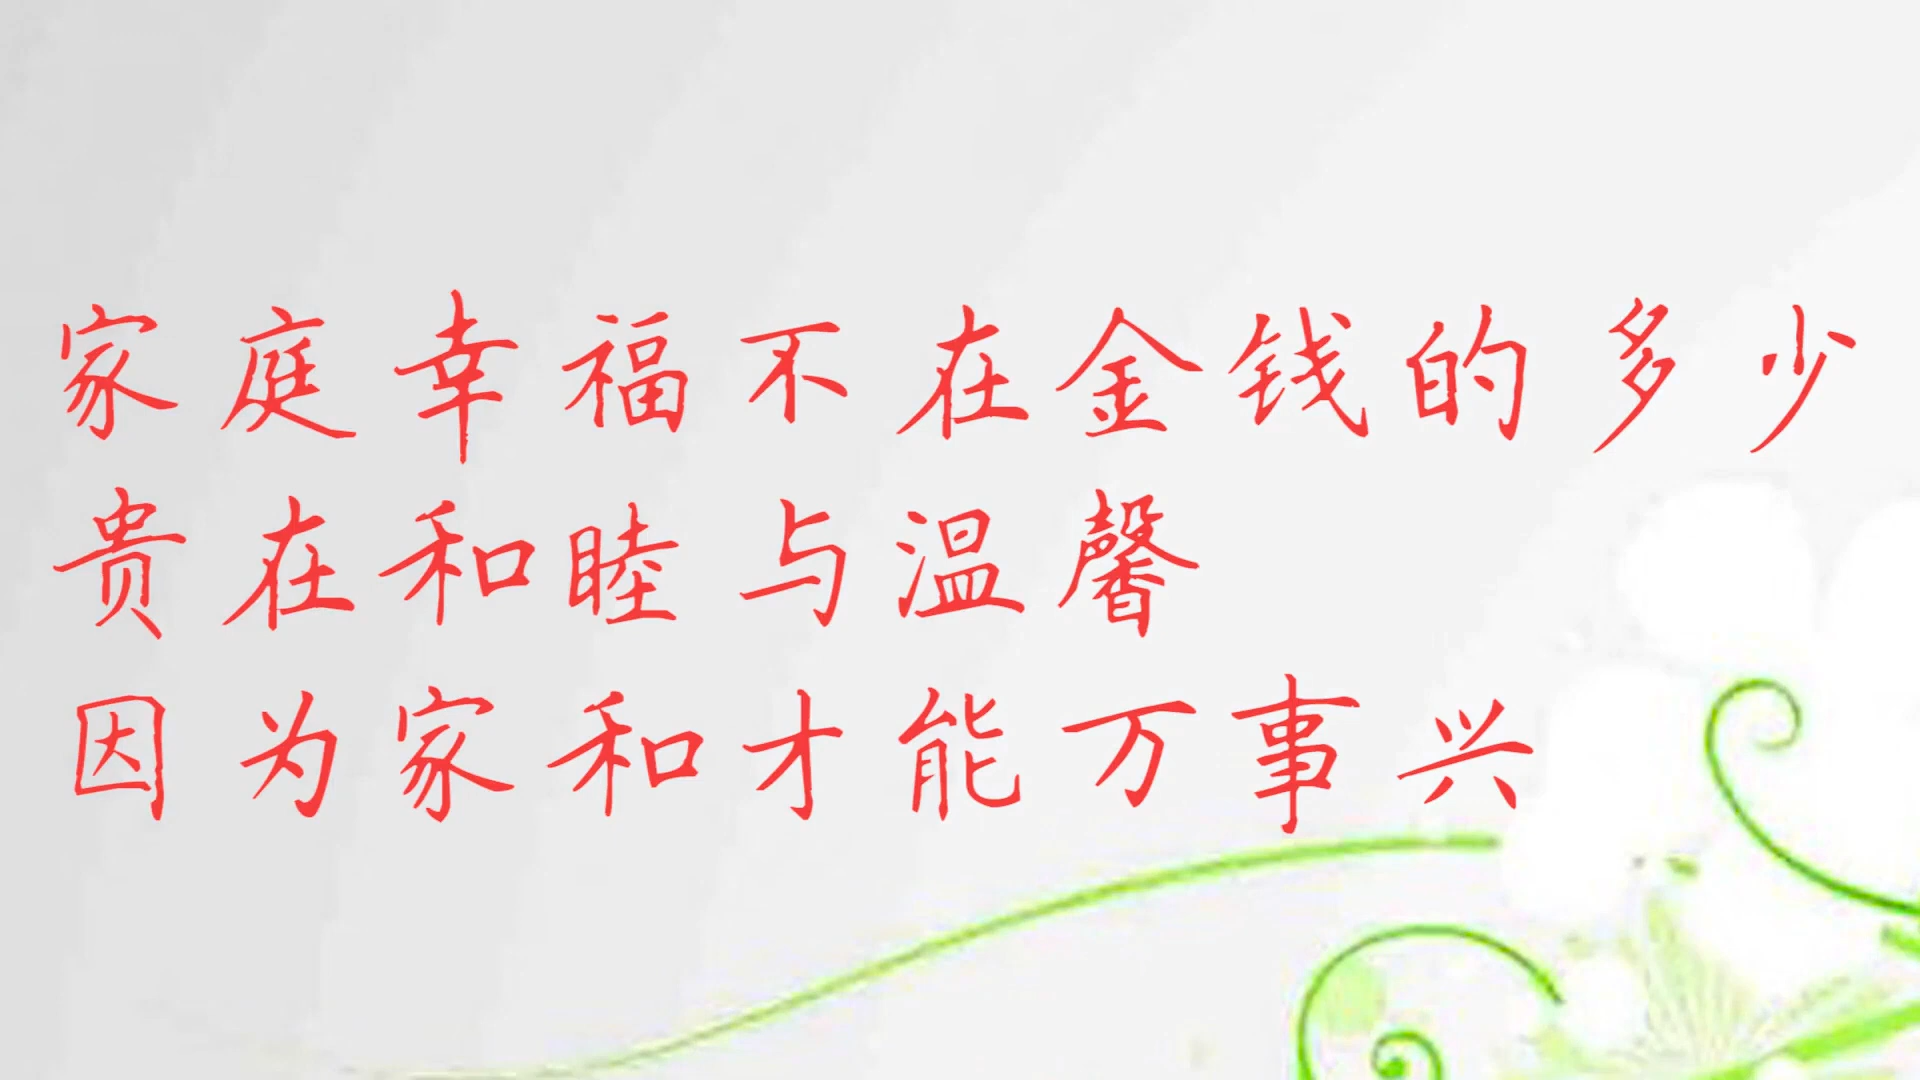 家庭幸福不在金钱的多少
贵在和睦与温馨
因为家和才能万事兴